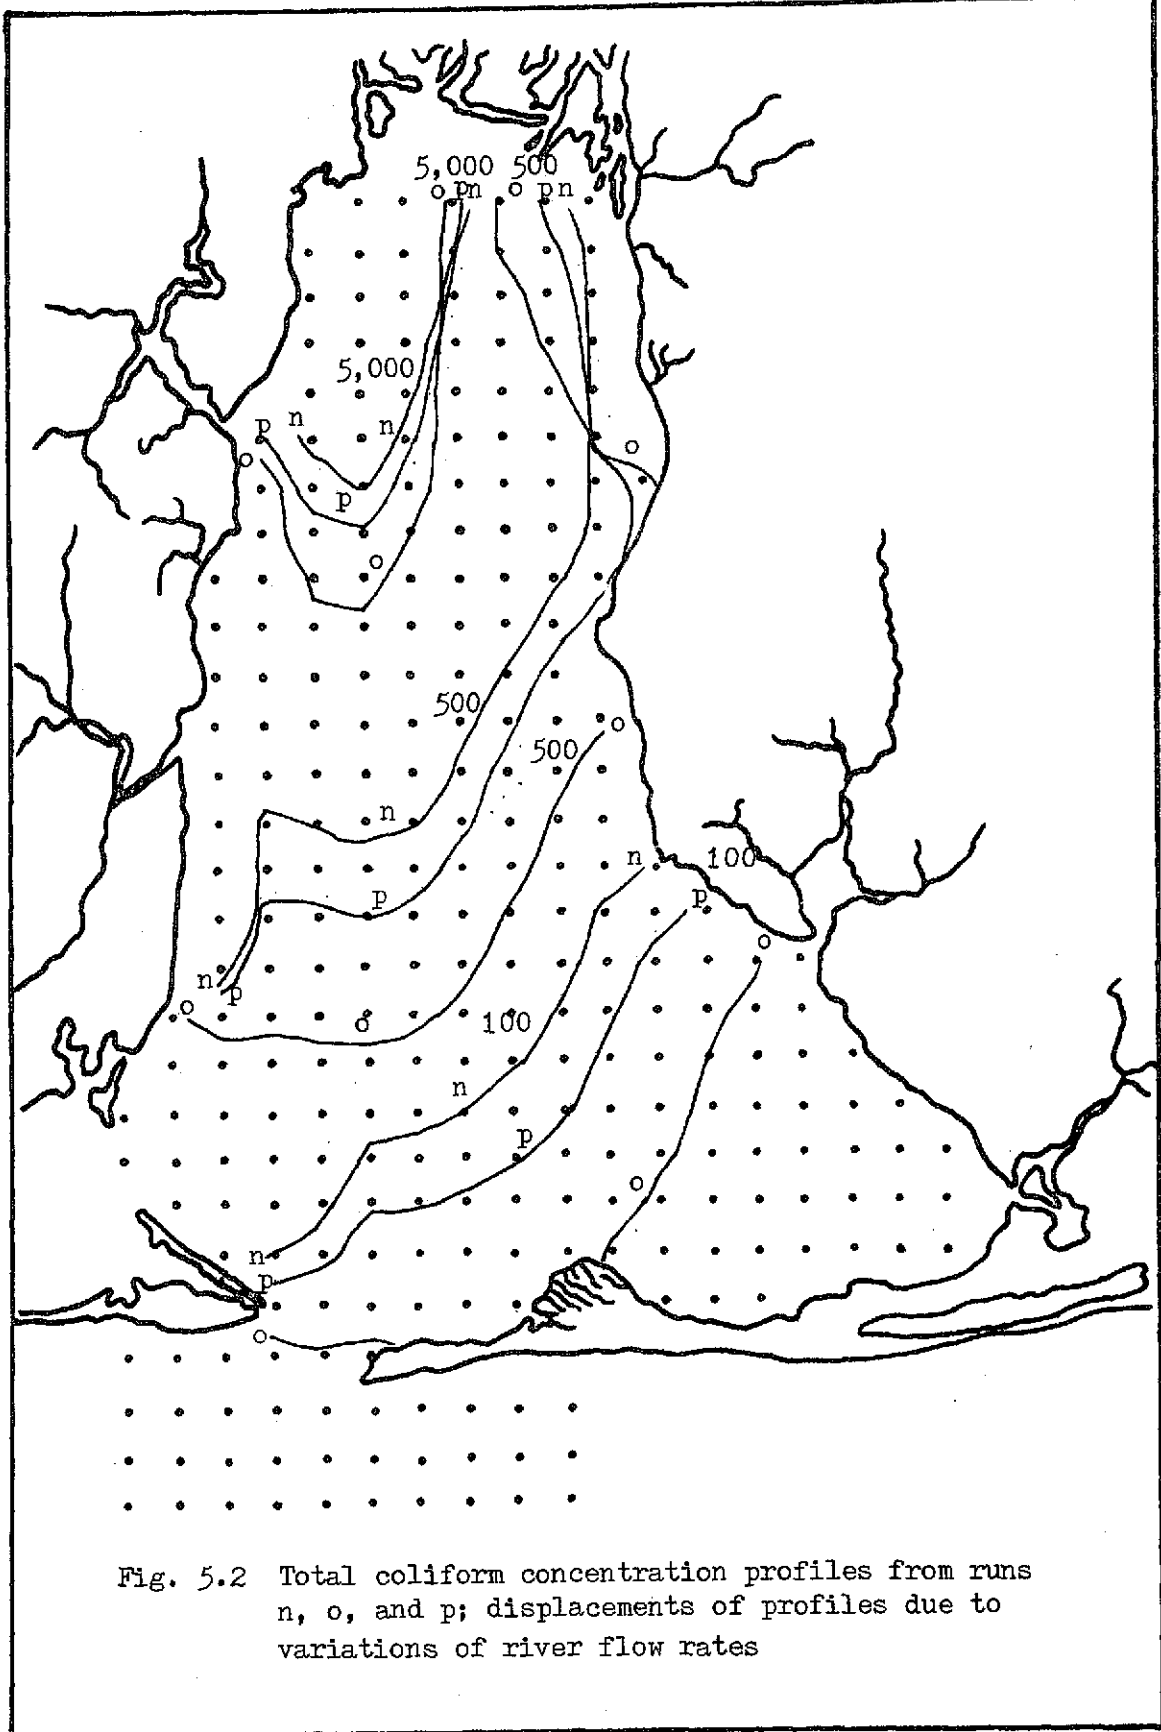 5,000 500
o p n o p n
5,000
p n n
o o
p
o
500
o
500
n
n 100
p p
o
n
p
o
o 100
n
p
o
n
p
o
Fig. 5.2 Total coliform concentration profiles from runs
n, o, and p; displacements of profiles due to
variations of river flow rates